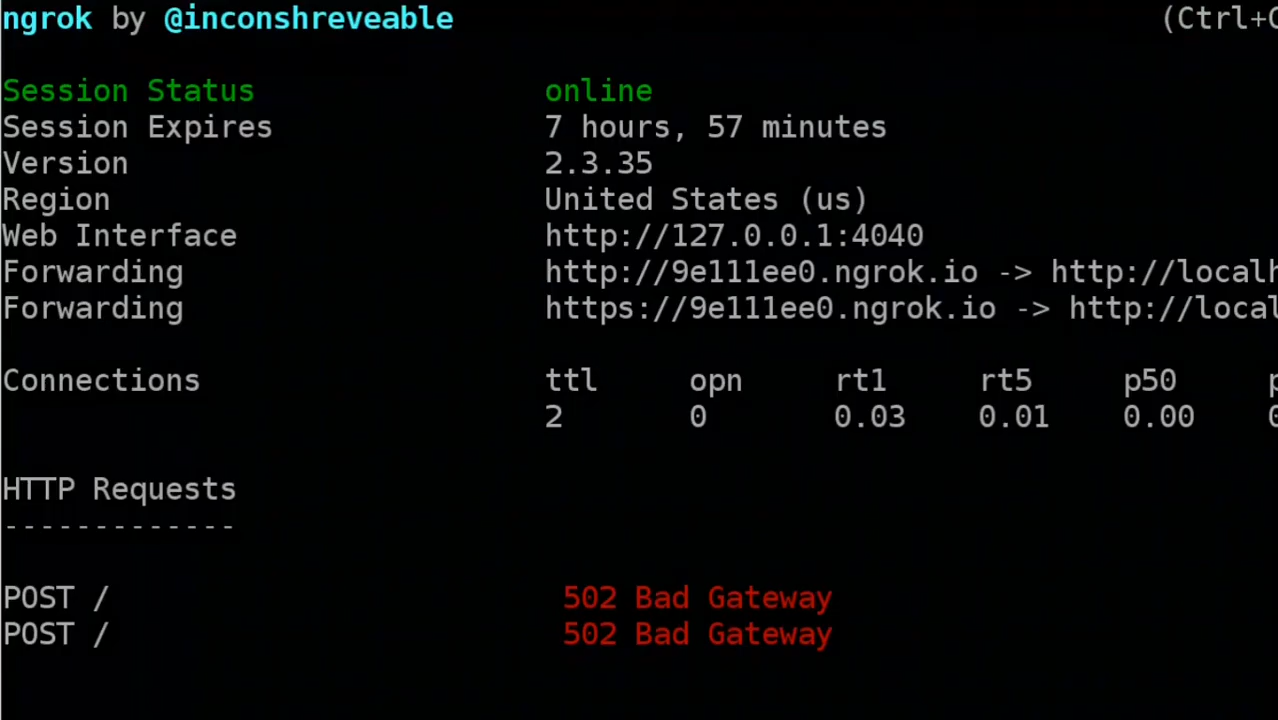 ngrok by @inconshreveable (Ctrl+C
Session Status online
Session Expires 7 hours, 57 minutes
Version 2.3.35
Region United States (us)
Web Interface http://127.0.0.1:4040
Forwarding http://9e111ee0.ngrok.io -> http://localh
Forwarding https://9e111ee0.ngrok.io -> http://local
Connections ttl opn rt1 rt5 p50 p
2 0 0.03 0.01 0.00 0
HTTP Requests
-------------
POST / 502 Bad Gateway
POST / 502 Bad Gateway